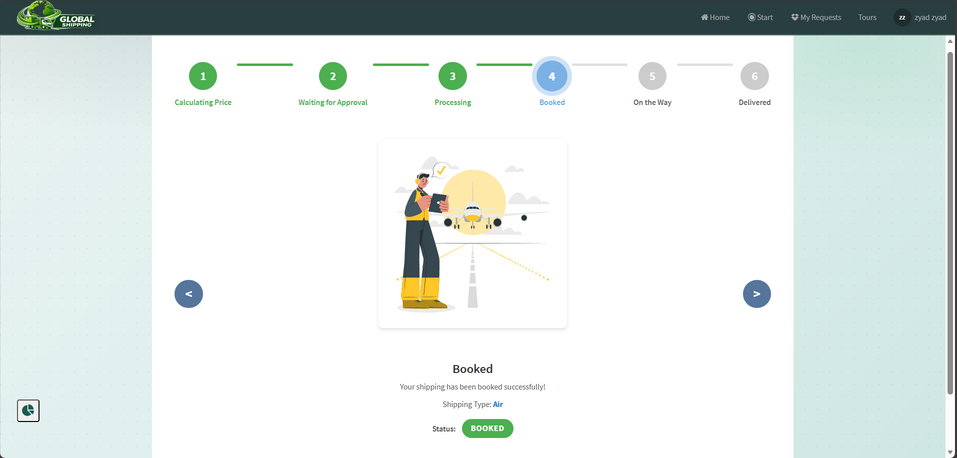 GLOBAL
SHIPPING
Home
Start
My Requests
Tours
zz
zyad zyad
1
2
3
4
5
6
Calculating Price
Waiting for Approval
Processing
Booked
On the Way
Delivered
<
>
Booked
Your shipping has been booked successfully!
Shipping Type: Air
Status: BOOKED